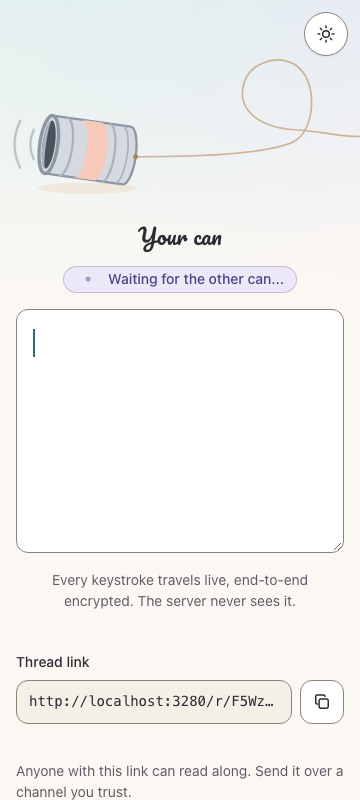 Your can
Waiting for the other can...
Every keystroke travels live, end-to-end
encrypted. The server never sees it.
Thread link
http://localhost:3280/r/F5Wz…
Anyone with this link can read along. Send it over a
channel you trust.